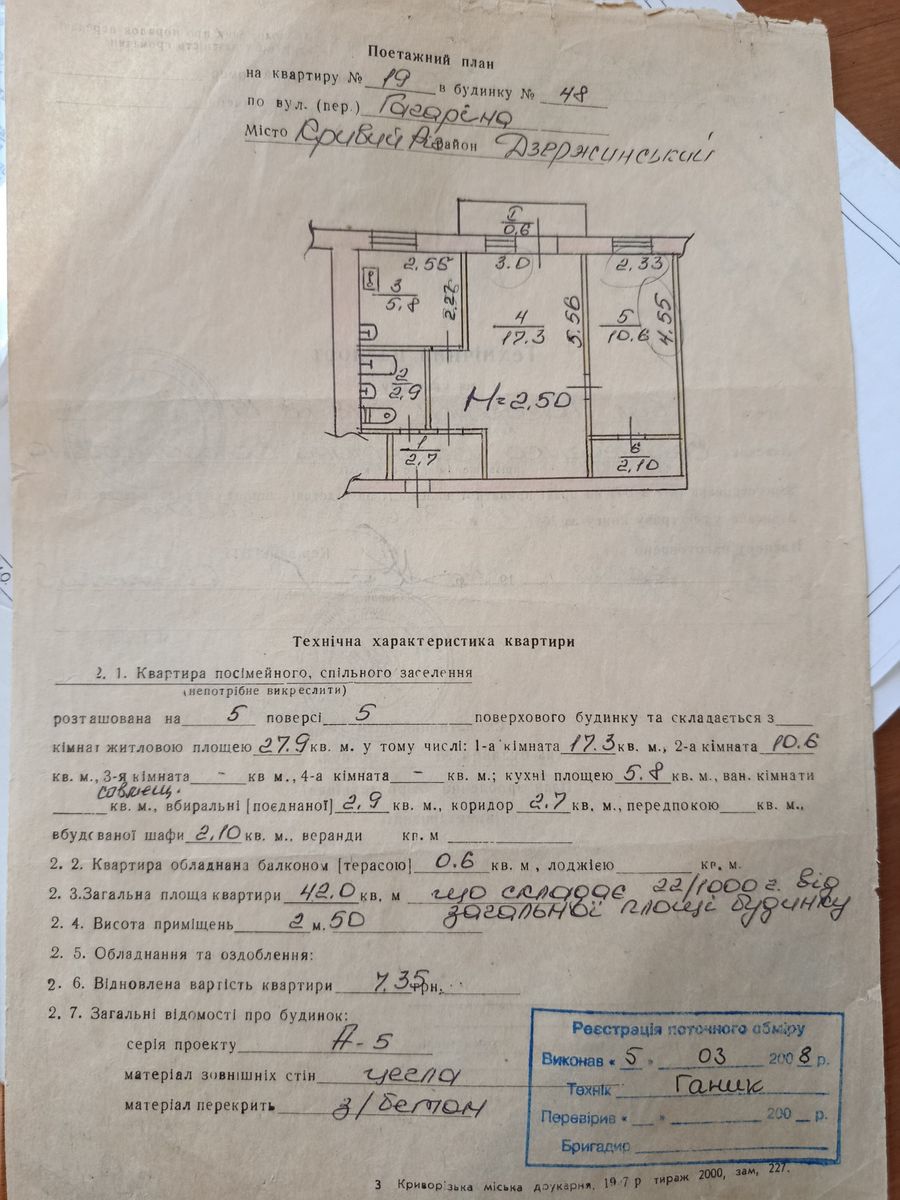 Поетажний план
на квартиру № 19 в будинку № 48
по вул. (пер.) Гагаріна
Місто Кривий Ріг район Дзержинський
I
0.6
2,55 3.0 2,33
3
5,8
2.27
4
17.3
5.56
5
10.6
4.55
2
2,9
H=2,50
1
2,7
6
2,10
Технічна характеристика квартири
2. 1. Квартира посімейного, спільного заселення
(непотрібне викреслити)
розташована на 5 поверсі 5 поверхового будинку та складається з
кімнат житловою площею 27.9 кв. м. у тому числі: 1-а кімната 17.3 кв. м., 2-а кімната 10.6
кв. м., 3-я кімната - кв м., 4-а кімната - кв. м.; кухні площею 5.8 кв. м., ван. кімнати
совмещ.
кв. м., вбиральні [поєднаної] 2,9 кв. м., коридор 2.7 кв. м., передпокою кв. м.,
вбудованої шафи 2,10 кв. м.. веранди кв. м
2. 2. Квартира обладнана балконом [терасою] 0.6 кв. м , лоджією кв. м.
2. 3.Загальна площа квартири 42.0 кв, м що складає 22/1000 г. від
загальної площі будинку
2. 4. Висота приміщень 2 м. 50
2. 5. Обладнання та оздоблення:
2. 6. Відновлена вартість квартири 7.35 грн.
2. 7. Загальні відомості про будинок:
серія проекту А-5
матеріал зовнішніх стін цегла
матеріал перекрить з/бетон
Реєстрація поточного обміру
Виконав « 5 » 03 2008 р.
Технік Ганик
Перевірив « » 200 р.
Бригадир
3 Криворізька міська друкарня, 19 7 р тираж 2000, зам, 227.